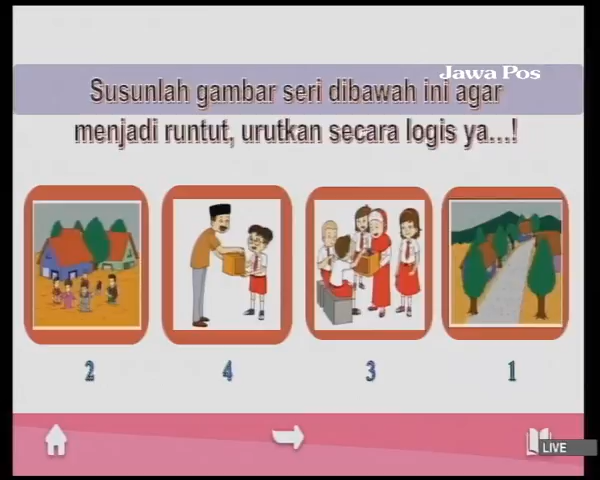 Jawa Pos
Susunlah gambar seri dibawah ini agar
menjadi runtut, urutkan secara logis ya...!
2 4 3 1
LIVE